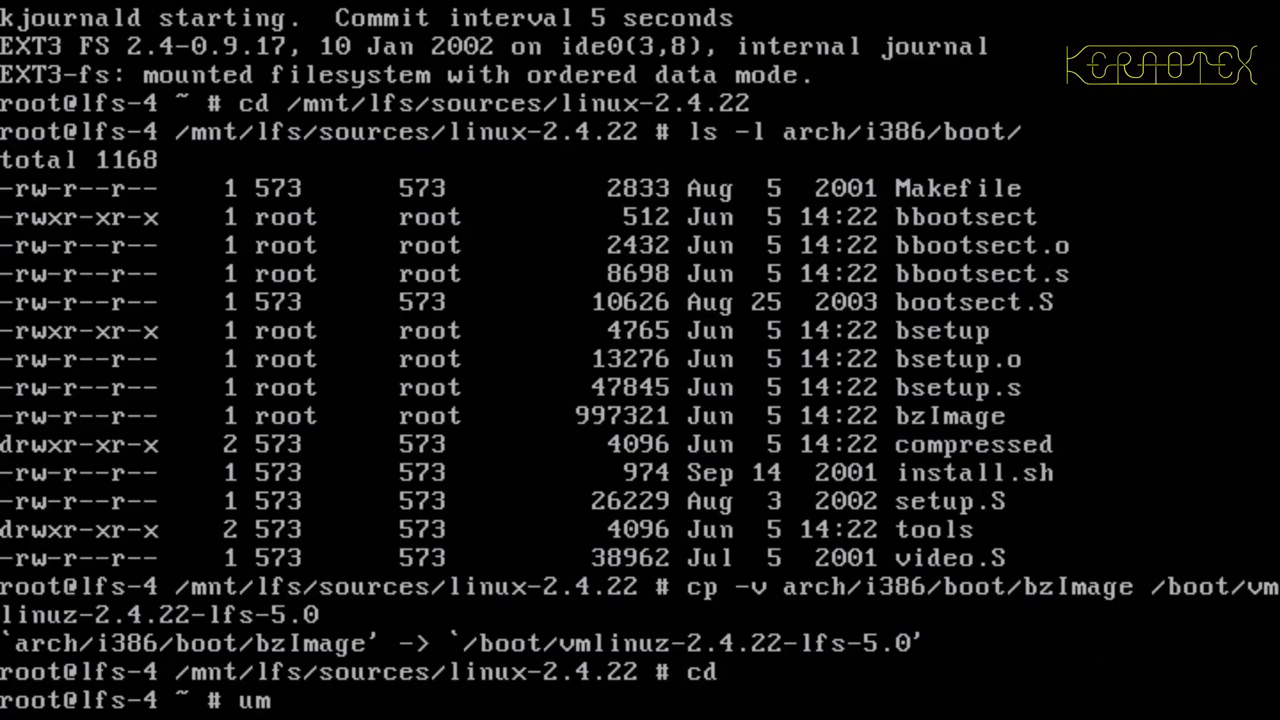 kjournald starting.  Commit interval 5 seconds
EXT3 FS 2.4-0.9.17, 10 Jan 2002 on ide0(3,8), internal journal
EXT3-fs: mounted filesystem with ordered data mode.
KERNOTEX
root@lfs-4 ~ # cd /mnt/lfs/sources/linux-2.4.22
root@lfs-4 /mnt/lfs/sources/linux-2.4.22 # ls -l arch/i386/boot/
total 1168
-rw-r--r--    1 573      573          2833 Aug  5  2001 Makefile
-rwxr-xr-x    1 root     root          512 Jun  5 14:22 bbootsect
-rw-r--r--    1 root     root         2432 Jun  5 14:22 bbootsect.o
-rw-r--r--    1 root     root         8698 Jun  5 14:22 bbootsect.s
-rw-r--r--    1 573      573         10626 Aug 25  2003 bootsect.S
-rwxr-xr-x    1 root     root         4765 Jun  5 14:22 bsetup
-rw-r--r--    1 root     root        13276 Jun  5 14:22 bsetup.o
-rw-r--r--    1 root     root        47845 Jun  5 14:22 bsetup.s
-rw-r--r--    1 root     root       997321 Jun  5 14:22 bzImage
drwxr-xr-x    2 573      573          4096 Jun  5 14:22 compressed
-rw-r--r--    1 573      573           974 Sep 14  2001 install.sh
-rw-r--r--    1 573      573         26229 Aug  3  2002 setup.S
drwxr-xr-x    2 573      573          4096 Jun  5 14:22 tools
-rw-r--r--    1 573      573         38962 Jul  5  2001 video.S
root@lfs-4 /mnt/lfs/sources/linux-2.4.22 # cp -v arch/i386/boot/bzImage /boot/vm
linuz-2.4.22-lfs-5.0
`arch/i386/boot/bzImage' -> `/boot/vmlinuz-2.4.22-lfs-5.0'
root@lfs-4 /mnt/lfs/sources/linux-2.4.22 # cd
root@lfs-4 ~ # um